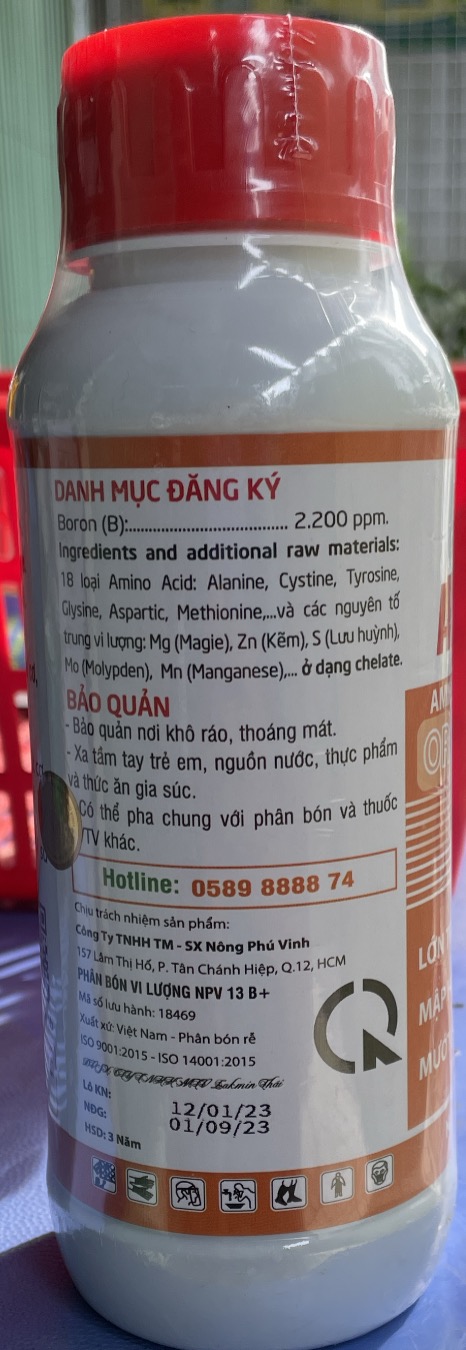 DANH MỤC ĐĂNG KÝ
Boron (B):..................................... 2.200 ppm.
Ingredients and additional raw materials:
18 loại Amino Acid: Alanine, Cystine, Tyrosine,
Glysine, Aspartic, Methionine,...và các nguyên tố
trung vi lượng: Mg (Magie), Zn (Kẽm), S (Lưu huỳnh),
Mo (Molypden), Mn (Manganese),... ở dạng chelate.
BẢO QUẢN
- Bảo quản nơi khô ráo, thoáng mát.
- Xa tầm tay trẻ em, nguồn nước, thực phẩm
và thức ăn gia súc.
Có thể pha chung với phân bón và thuốc
TV khác.
Hotline: 0589 8888 74
Chịu trách nhiệm sản phẩm:
Công Ty TNHH TM - SX Nông Phú Vinh
157 Lâm Thị Hố, P. Tân Chánh Hiệp, Q.12, HCM
PHÂN BÓN VI LƯỢNG NPV 13 B+
Mã số lưu hành: 18469
Xuất xứ: Việt Nam - Phân bón rễ
ISO 9001:2015 - ISO 14001:2015
Lô KN:
NĐG: 12/01/23
01/09/23
HSD: 3 Năm
LỚN
MẬP